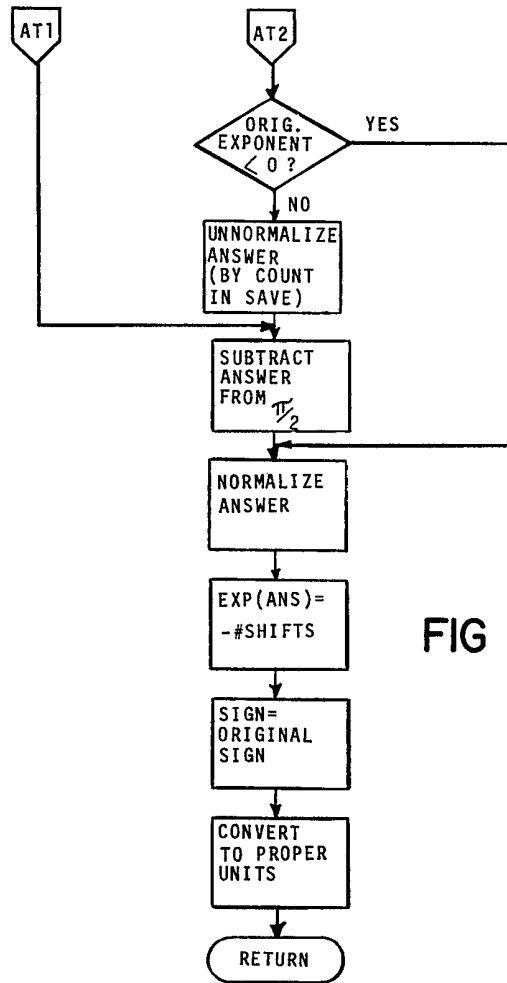 AT1
AT2
ORIG.
EXPONENT
< 0 ?
YES
NO
UNNORMALIZE
ANSWER
(BY COUNT
IN SAVE)
SUBTRACT
ANSWER
FROM π/2
NORMALIZE
ANSWER
EXP(ANS)=
-#SHIFTS
FIG
SIGN=
ORIGINAL
SIGN
CONVERT
TO PROPER
UNITS
RETURN